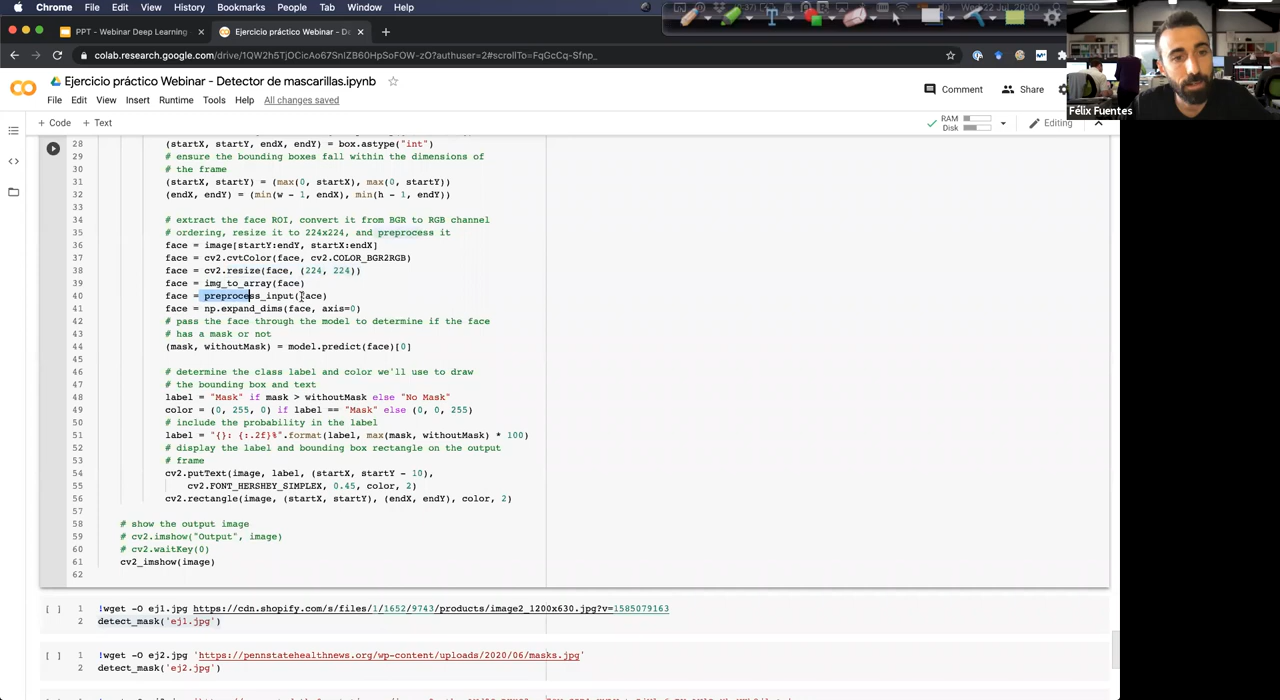 Chrome File Edit View History Bookmarks People Tab Window Help
Wed 22 Jul 20:00
PPT - Webinar Deep Learning
Ejercicio práctico Webinar - De
colab.research.google.com/drive/1QW2h5TjOCicAo67SnIZB60HpSoFOW-zO?authuser=2#scrollTo=FqGcCq-Sfnp_
Félix Fuentes
CO Ejercicio práctico Webinar - Detector de mascarillas.ipynb
File Edit View Insert Runtime Tools Help All changes saved
Comment Share
+ Code + Text
RAM
Disk
Editing
28 (startX, startY, endX, endY) = box.astype("int")
29 # ensure the bounding boxes fall within the dimensions of
30 # the frame
31 (startX, startY) = (max(0, startX), max(0, startY))
32 (endX, endY) = (min(w - 1, endX), min(h - 1, endY))
33
34 # extract the face ROI, convert it from BGR to RGB channel
35 # ordering, resize it to 224x224, and preprocess it
36 face = image[startY:endY, startX:endX]
37 face = cv2.cvtColor(face, cv2.COLOR_BGR2RGB)
38 face = cv2.resize(face, (224, 224))
39 face = img_to_array(face)
40 face = preprocess_input(face)
41 face = np.expand_dims(face, axis=0)
42 # pass the face through the model to determine if the face
43 # has a mask or not
44 (mask, withoutMask) = model.predict(face)[0]
45
46 # determine the class label and color we'll use to draw
47 # the bounding box and text
48 label = "Mask" if mask > withoutMask else "No Mask"
49 color = (0, 255, 0) if label == "Mask" else (0, 0, 255)
50 # include the probability in the label
51 label = "{}: {:.2f}%".format(label, max(mask, withoutMask) * 100)
52 # display the label and bounding box rectangle on the output
53 # frame
54 cv2.putText(image, label, (startX, startY - 10),
55 cv2.FONT_HERSHEY_SIMPLEX, 0.45, color, 2)
56 cv2.rectangle(image, (startX, startY), (endX, endY), color, 2)
57
58 # show the output image
59 # cv2.imshow("Output", image)
60 # cv2.waitKey(0)
61 cv2_imshow(image)
62
[ ] 1 !wget -O ej1.jpg https://cdn.shopify.com/s/files/1/1652/9743/products/image2_1200x630.jpg?v=1585079163
2 detect_mask('ej1.jpg')
[ ] 1 !wget -O ej2.jpg 'https://pennstatehealthnews.org/wp-content/uploads/2020/06/masks.jpg'
2 detect_mask('ej2.jpg')